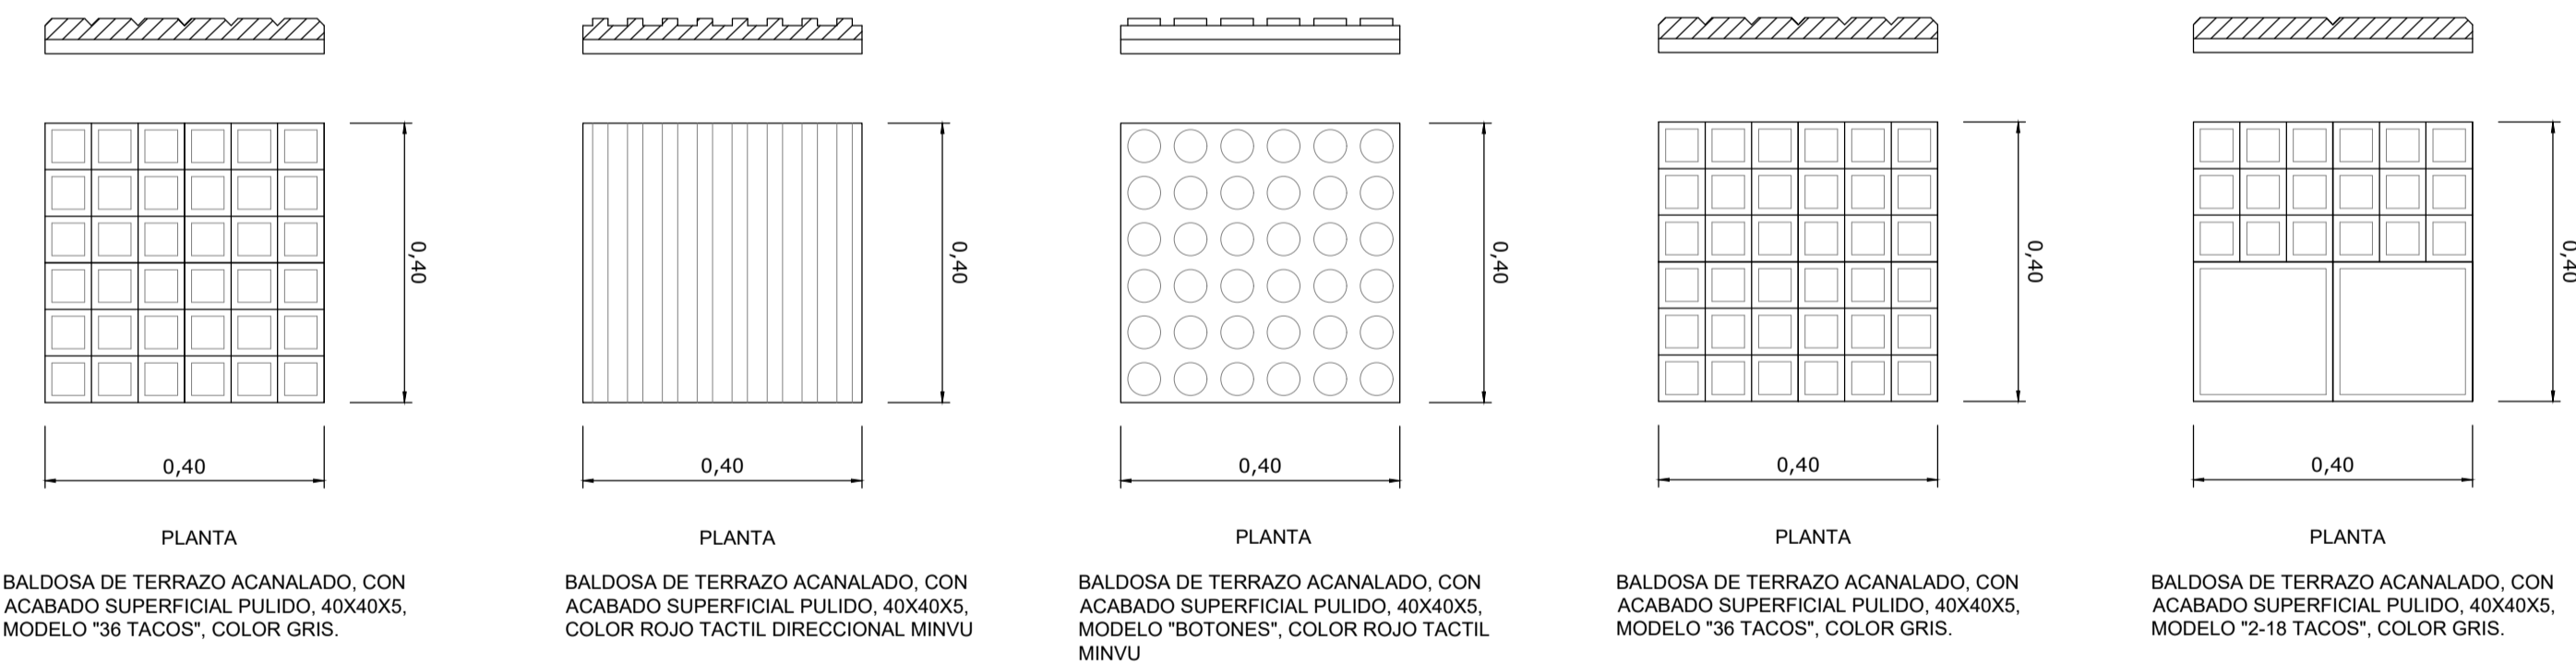 0,40
0,40
PLANTA
BALDOSA DE TERRAZO ACANALADO, CON
ACABADO SUPERFICIAL PULIDO, 40X40X5,
MODELO "36 TACOS", COLOR GRIS.
0,40
0,40
PLANTA
BALDOSA DE TERRAZO ACANALADO, CON
ACABADO SUPERFICIAL PULIDO, 40X40X5,
COLOR ROJO TACTIL DIRECCIONAL MINVU
0,40
0,40
PLANTA
BALDOSA DE TERRAZO ACANALADO, CON
ACABADO SUPERFICIAL PULIDO, 40X40X5,
MODELO "BOTONES", COLOR ROJO TACTIL
MINVU
0,40
0,40
PLANTA
BALDOSA DE TERRAZO ACANALADO, CON
ACABADO SUPERFICIAL PULIDO, 40X40X5,
MODELO "36 TACOS", COLOR GRIS.
0,40
0,40
PLANTA
BALDOSA DE TERRAZO ACANALADO, CON
ACABADO SUPERFICIAL PULIDO, 40X40X5,
MODELO "2-18 TACOS", COLOR GRIS.